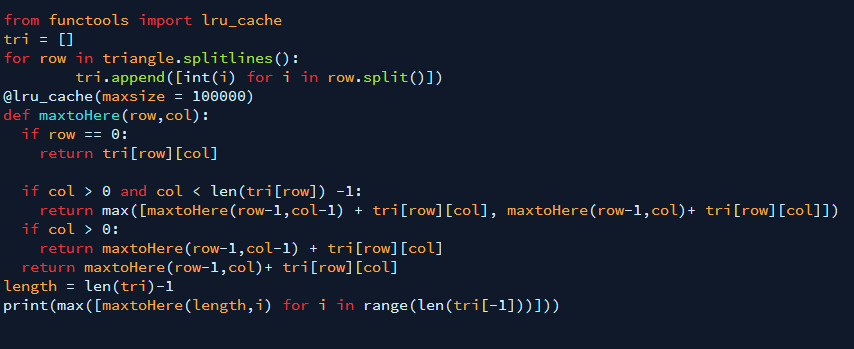 from functools import lru_cache
tri = []
for row in triangle.splitlines():
        tri.append([int(i) for i in row.split()])
@lru_cache(maxsize = 100000)
def maxtoHere(row,col):
  if row == 0:
    return tri[row][col]

  if col > 0 and col < len(tri[row]) -1:
    return max([maxtoHere(row-1,col-1) + tri[row][col], maxtoHere(row-1,col)+ tri[row][col]])
  if col > 0:
    return maxtoHere(row-1,col-1) + tri[row][col]
  return maxtoHere(row-1,col)+ tri[row][col]
length = len(tri)-1
print(max([maxtoHere(length,i) for i in range(len(tri[-1]))]))